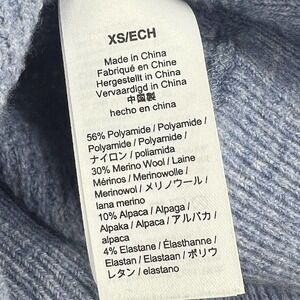 XS/ECH
Made in China
Fabriqué en Chine
Hergestellt in China
Vervaardigd in China
中国製
hecho en china
56% Polyamide / Polyamide /
Polyamide / Polyamide /
ナイロン / poliamida
30% Merino Wool / Laine
Mérinos / Merinowolle /
Merinowol / メリノウール /
lana merino
10% Alpaca / Alpaga /
Alpaka / Alpaca / アルパカ /
alpaca
4% Elastane / Élasthanne /
Elastan / Elastaan / ポリウ
レタン / elastano